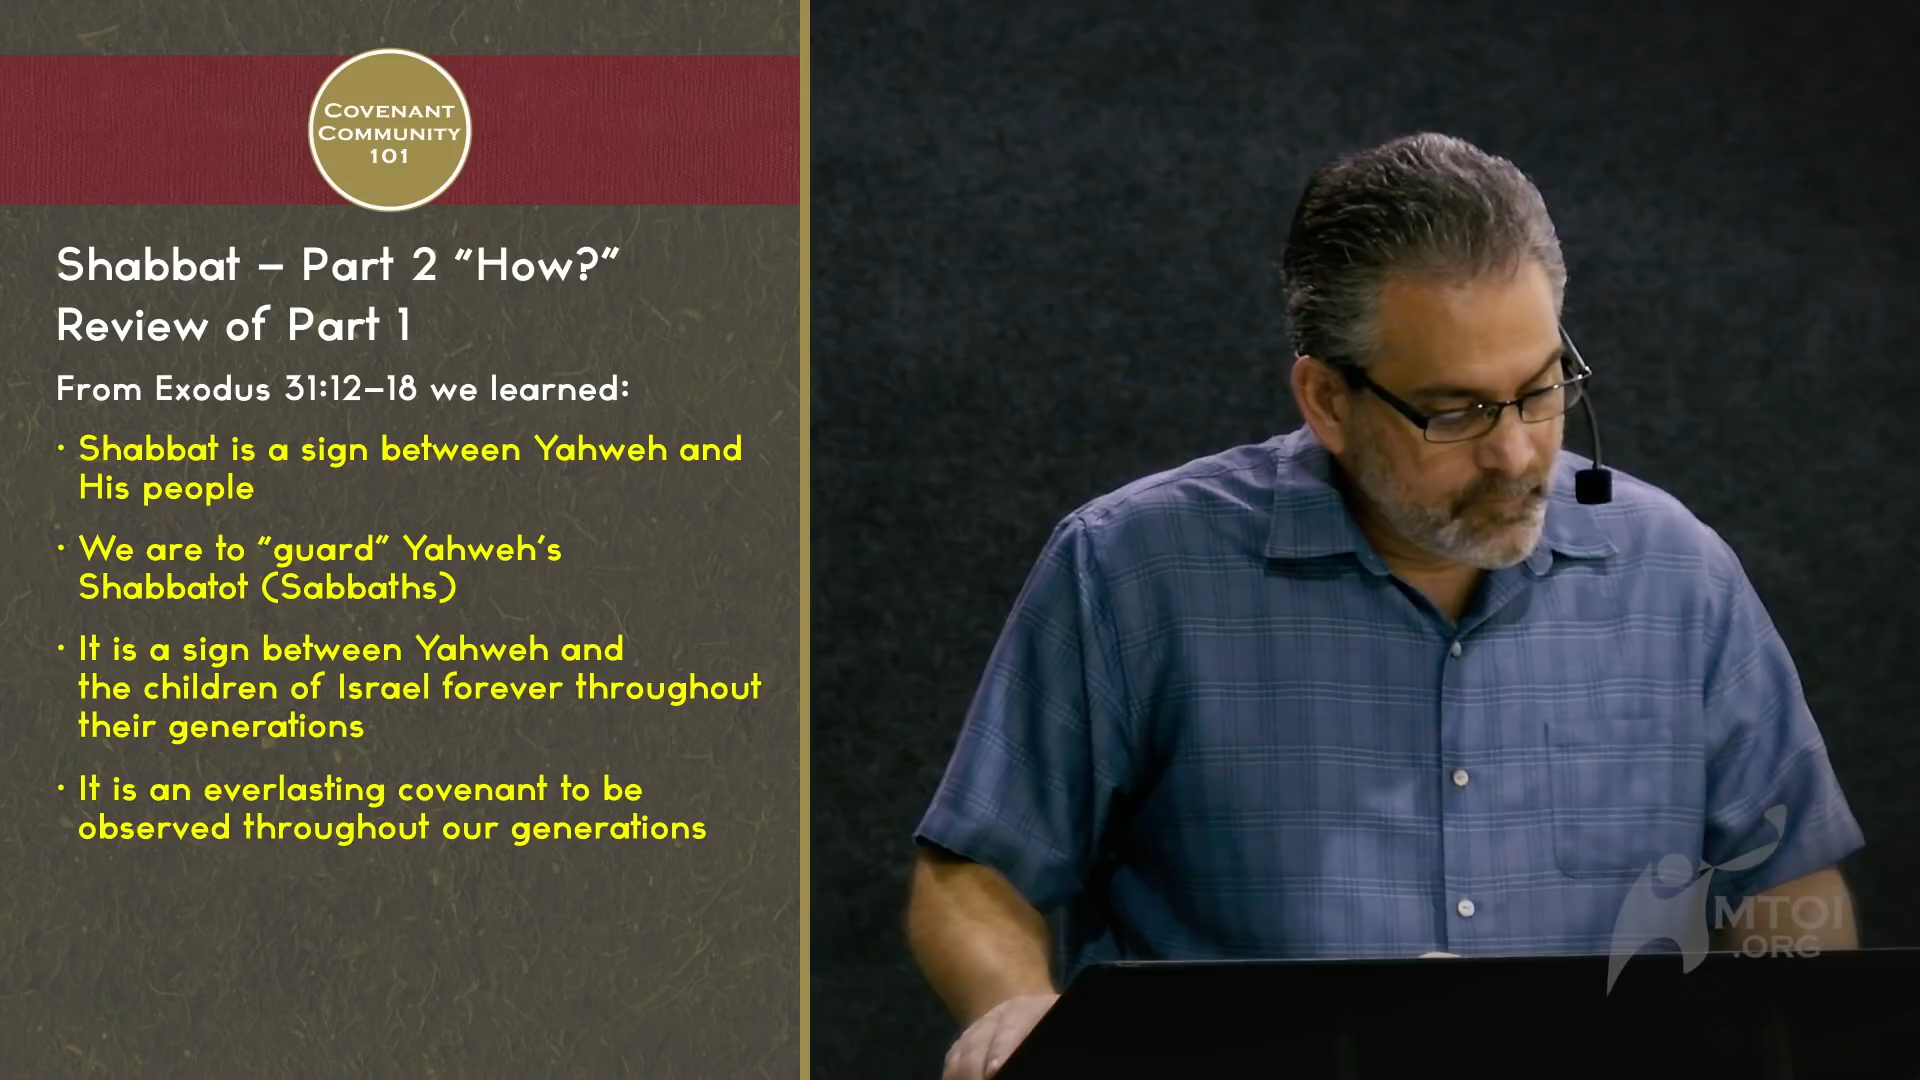 COVENANT
COMMUNITY
101
Shabbat – Part 2 “How?”
Review of Part 1
From Exodus 31:12–18 we learned:
· Shabbat is a sign between Yahweh and
His people
· We are to “guard” Yahweh’s
Shabbatot (Sabbaths)
· It is a sign between Yahweh and
the children of Israel forever throughout
their generations
· It is an everlasting covenant to be
observed throughout our generations
MTOI
.ORG